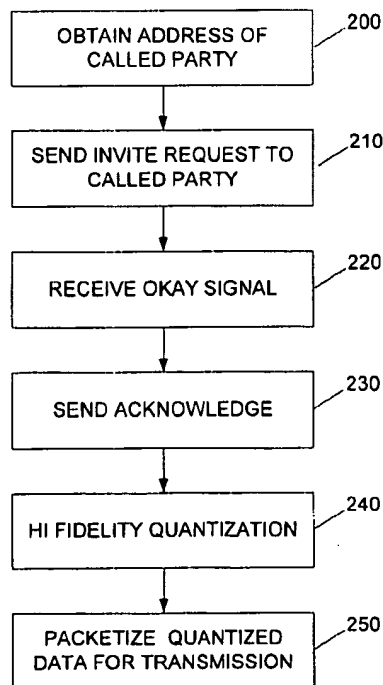 OBTAIN ADDRESS OF
CALLED PARTY
200
SEND INVITE REQUEST TO
CALLED PARTY
210
RECEIVE OKAY SIGNAL
220
SEND ACKNOWLEDGE
230
HI FIDELITY QUANTIZATION
240
PACKETIZE QUANTIZED
DATA FOR TRANSMISSION
250